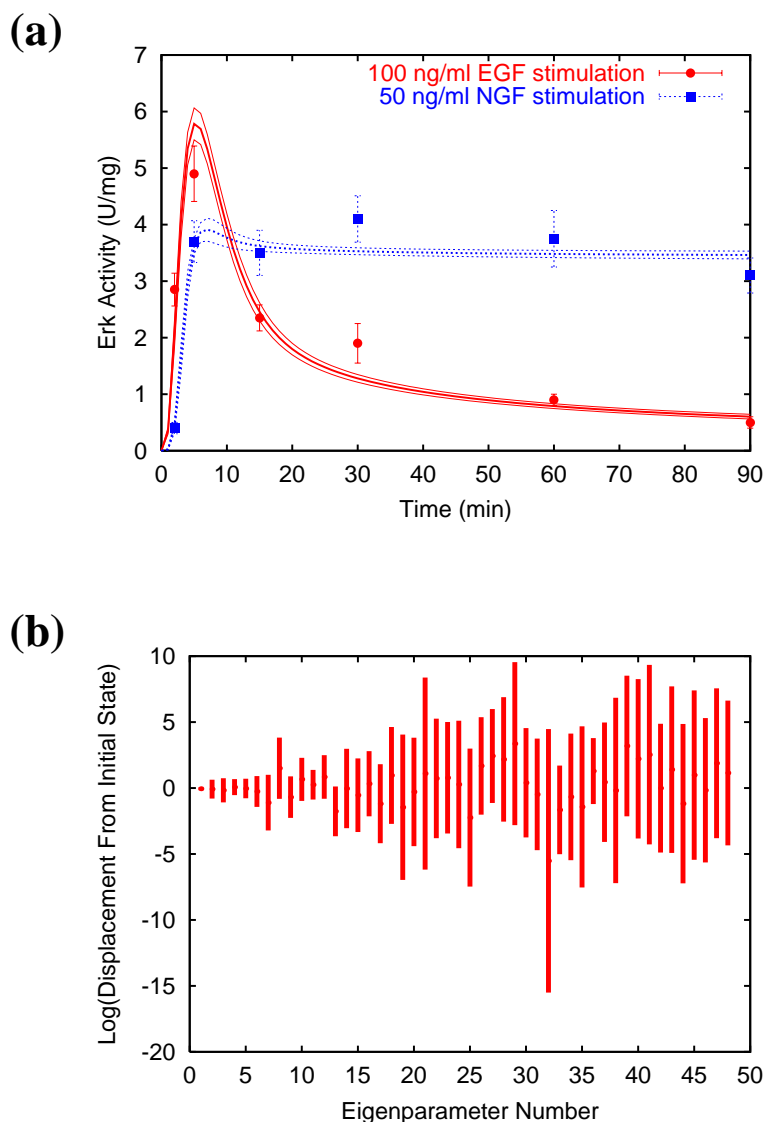 (a)
7
6
5
4
3
2
1
0
Erk Activity (U/mg)
100 ng/ml EGF stimulation
50 ng/ml NGF stimulation
0 10 20 30 40 50 60 70 80 90
Time (min)
(b)
10
5
0
-5
-10
-15
-20
Log(Displacement From Initial State)
0 5 10 15 20 25 30 35 40 45 50
Eigenparameter Number